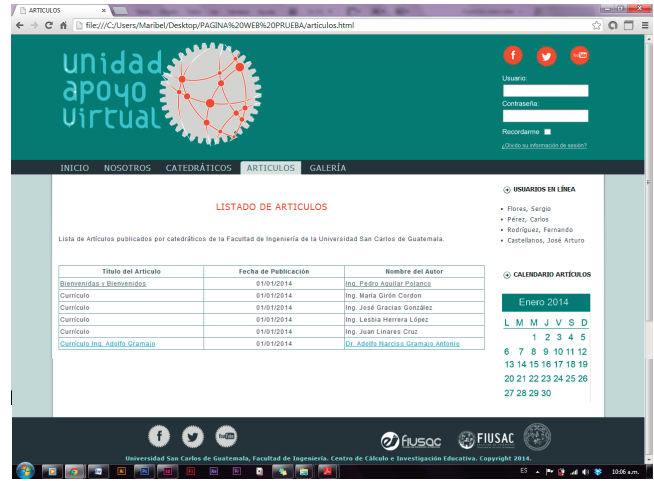 ARTICULOS
file:///C:/Users/Maribel/Desktop/PAGINA%20WEB%20PRUEBA/articulos.html
unidad
apoyo
virtual
Usuario:
Contraseña:
Recordarme
¿Olvido su información de sesión?
INICIO NOSOTROS CATEDRÁTICOS ARTICULOS GALERÍA
USUARIOS EN LÍNEA
LISTADO DE ARTICULOS
Flores, Sergio
Pérez, Carlos
Rodríguez, Fernando
Castellanos, José Arturo
Lista de Artículos publicados por catedráticos de la Facultad de Ingeniería de la Universidad San Carlos de Guatemala.
Titulo del Artículo Fecha de Publicación Nombre del Autor
Bienvenidas y Bienvenidos 01/01/2014 Ing. Pedro Aguilar Polanco
Currículo 01/01/2014 Ing. María Girón Cordon
Currículo 01/01/2014 Ing. José Gracias González
Currículo 01/01/2014 Ing. Lesbia Herrera López
Currículo 01/01/2014 Ing. Juan Linares Cruz
Currículo Ing. Adolfo Gramajo 01/01/2014 Dr. Adolfo Narciso Gramajo Antonio
CALENDARIO ARTÍCULOS
Enero 2014
L M M J V S D
1 2 3 4 5
6 7 8 9 10 11 12
13 14 15 16 17 18 19
20 21 22 23 24 25 26
27 28 29 30
fiusac FIUSAC
Universidad San Carlos de Guatemala, Facultad de Ingeniería. Centro de Cálculo e Investigación Educativa. Copyright 2014.
ES 10:06 a.m.